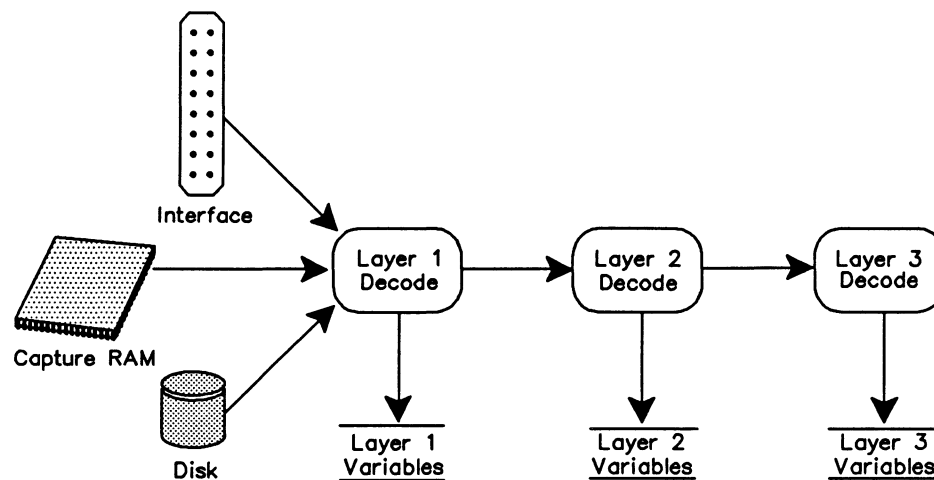 Interface
Layer 1
Decode
Layer 2
Decode
Layer 3
Decode
Capture RAM
Disk
Layer 1
Variables
Layer 2
Variables
Layer 3
Variables